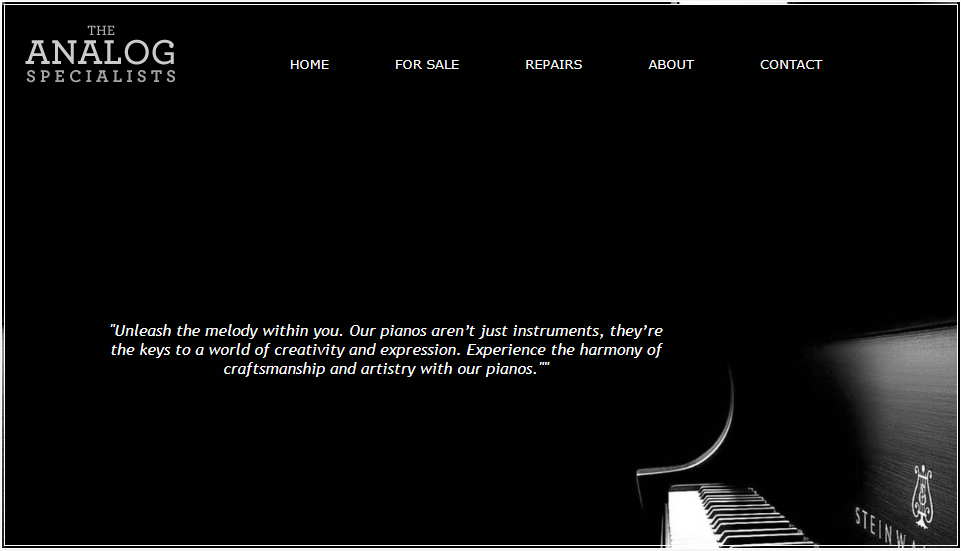 THE
ANALOG
SPECIALISTS
HOME FOR SALE REPAIRS ABOUT CONTACT
"Unleash the melody within you. Our pianos aren’t just instruments, they’re
the keys to a world of creativity and expression. Experience the harmony of
craftsmanship and artistry with our pianos.""
STEINWA